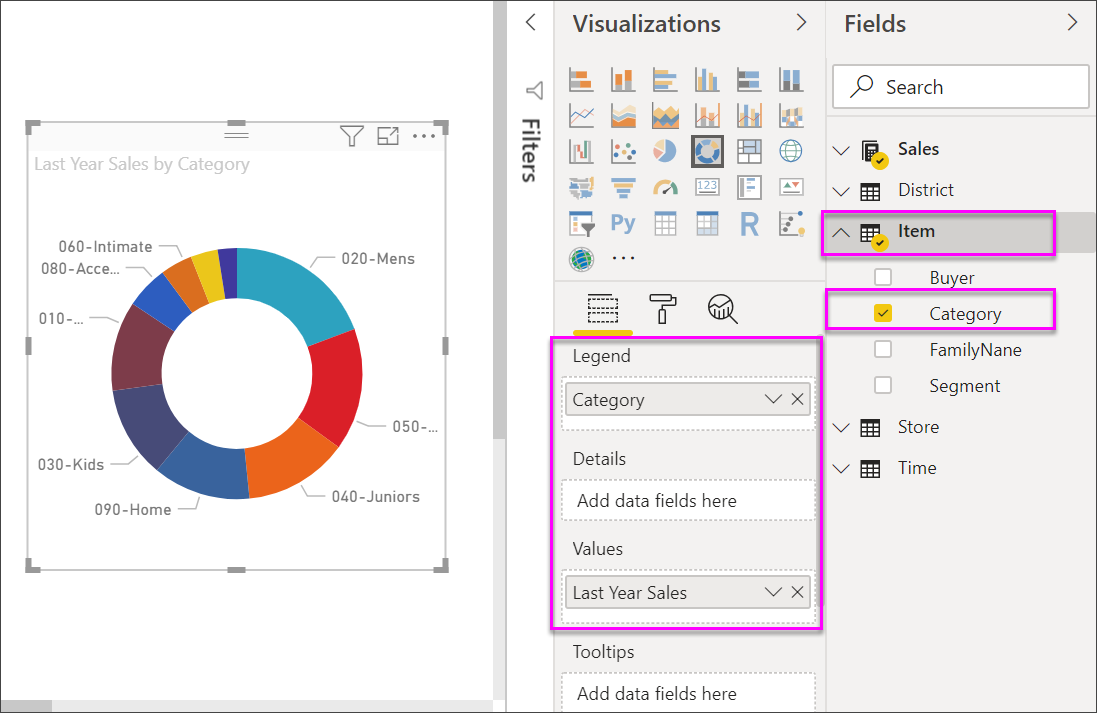 Last Year Sales by Category
060-Intimate
020-Mens
080-Acce...
010-...
050-...
030-Kids
040-Juniors
090-Home
Filters
Visualizations
123
Py
R
...
Legend
Category
Details
Add data fields here
Values
Last Year Sales
Tooltips
Add data fields here
Fields
Search
Sales
District
Item
Buyer
Category
FamilyNane
Segment
Store
Time